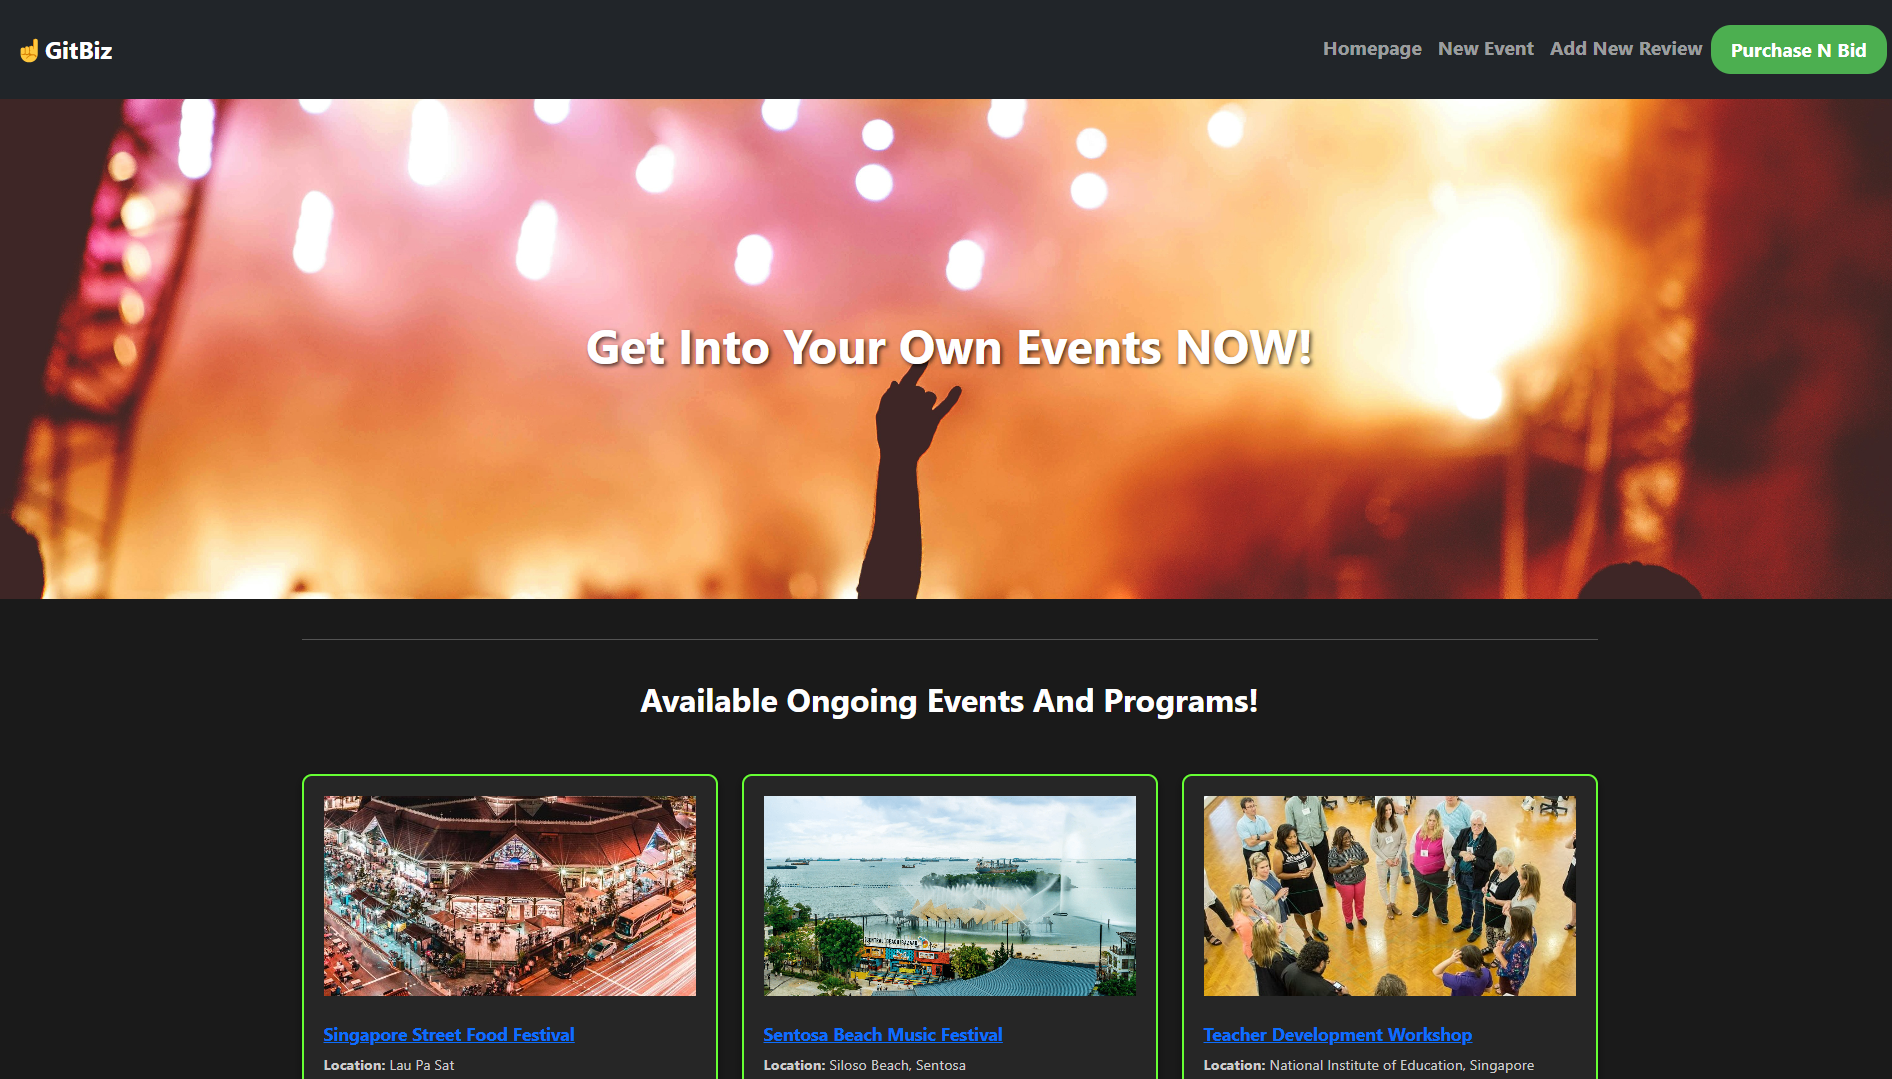 ☝GitBiz
Homepage New Event Add New Review Purchase N Bid
Get Into Your Own Events NOW!
Available Ongoing Events And Programs!
Singapore Street Food Festival
Location: Lau Pa Sat
Sentosa Beach Music Festival
Location: Siloso Beach, Sentosa
Teacher Development Workshop
Location: National Institute of Education, Singapore